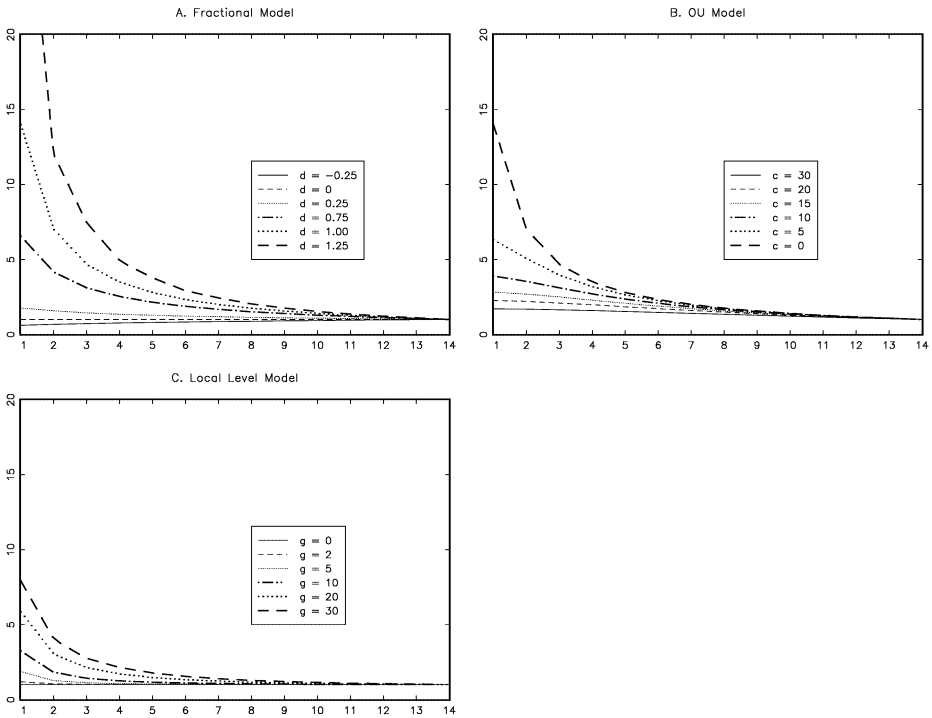 A. Fractional Model
20
15
10
5
0
d = −0.25
d = 0
d = 0.25
d = 0.75
d = 1.00
d = 1.25
1 2 3 4 5 6 7 8 9 10 11 12 13 14
B. OU Model
20
15
10
5
0
c = 30
c = 20
c = 15
c = 10
c = 5
c = 0
1 2 3 4 5 6 7 8 9 10 11 12 13 14
C. Local Level Model
20
15
10
5
0
g = 0
g = 2
g = 5
g = 10
g = 20
g = 30
1 2 3 4 5 6 7 8 9 10 11 12 13 14